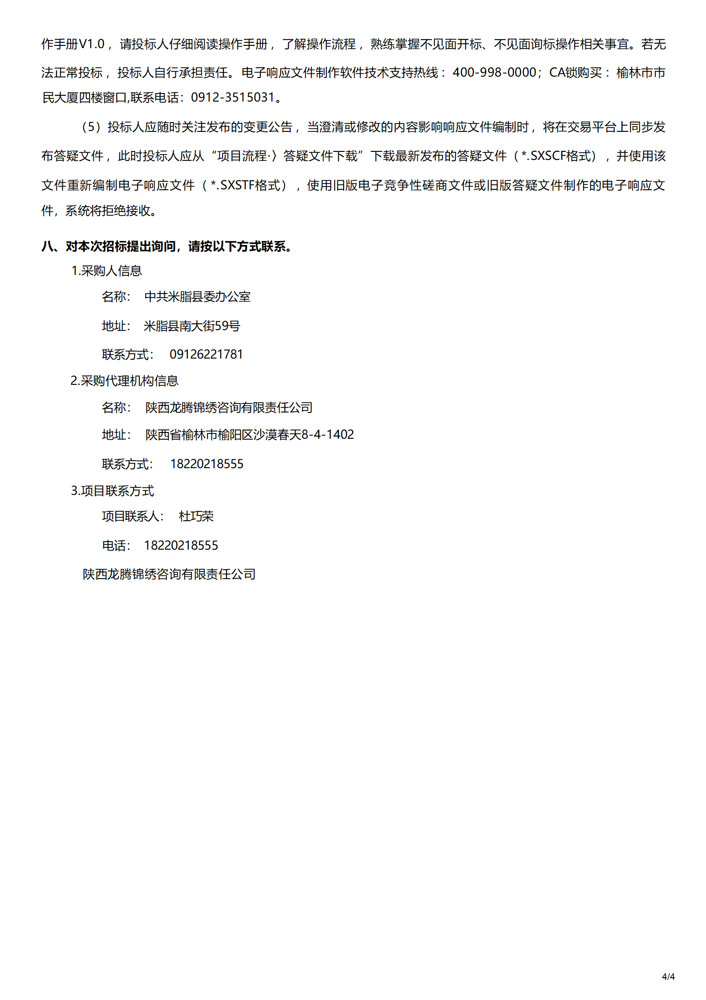 作手册V1.0，请投标人仔细阅读操作手册，了解操作流程，熟练掌握不见面开标、不见面询标操作相关事宜。若无
法正常投标，投标人自行承担责任。电子响应文件制作软件技术支持热线：400-998-0000；CA锁购买：榆林市市
民大厦四楼窗口,联系电话：0912-3515031。
（5）投标人应随时关注发布的变更公告，当澄清或修改的内容影响响应文件编制时，将在交易平台上同步发
布答疑文件，此时投标人应从“项目流程·〉答疑文件下载”下载最新发布的答疑文件（*.SXSCF格式），并使用该
文件重新编制电子响应文件（*.SXSTF格式），使用旧版电子竞争性磋商文件或旧版答疑文件制作的电子响应文
件，系统将拒绝接收。
八、对本次招标提出询问，请按以下方式联系。
1.采购人信息
名称： 中共米脂县委办公室
地址： 米脂县南大街59号
联系方式： 09126221781
2.采购代理机构信息
名称： 陕西龙腾锦绣咨询有限责任公司
地址： 陕西省榆林市榆阳区沙漠春天8-4-1402
联系方式： 18220218555
3.项目联系方式
项目联系人： 杜巧荣
电话： 18220218555
陕西龙腾锦绣咨询有限责任公司
4/4